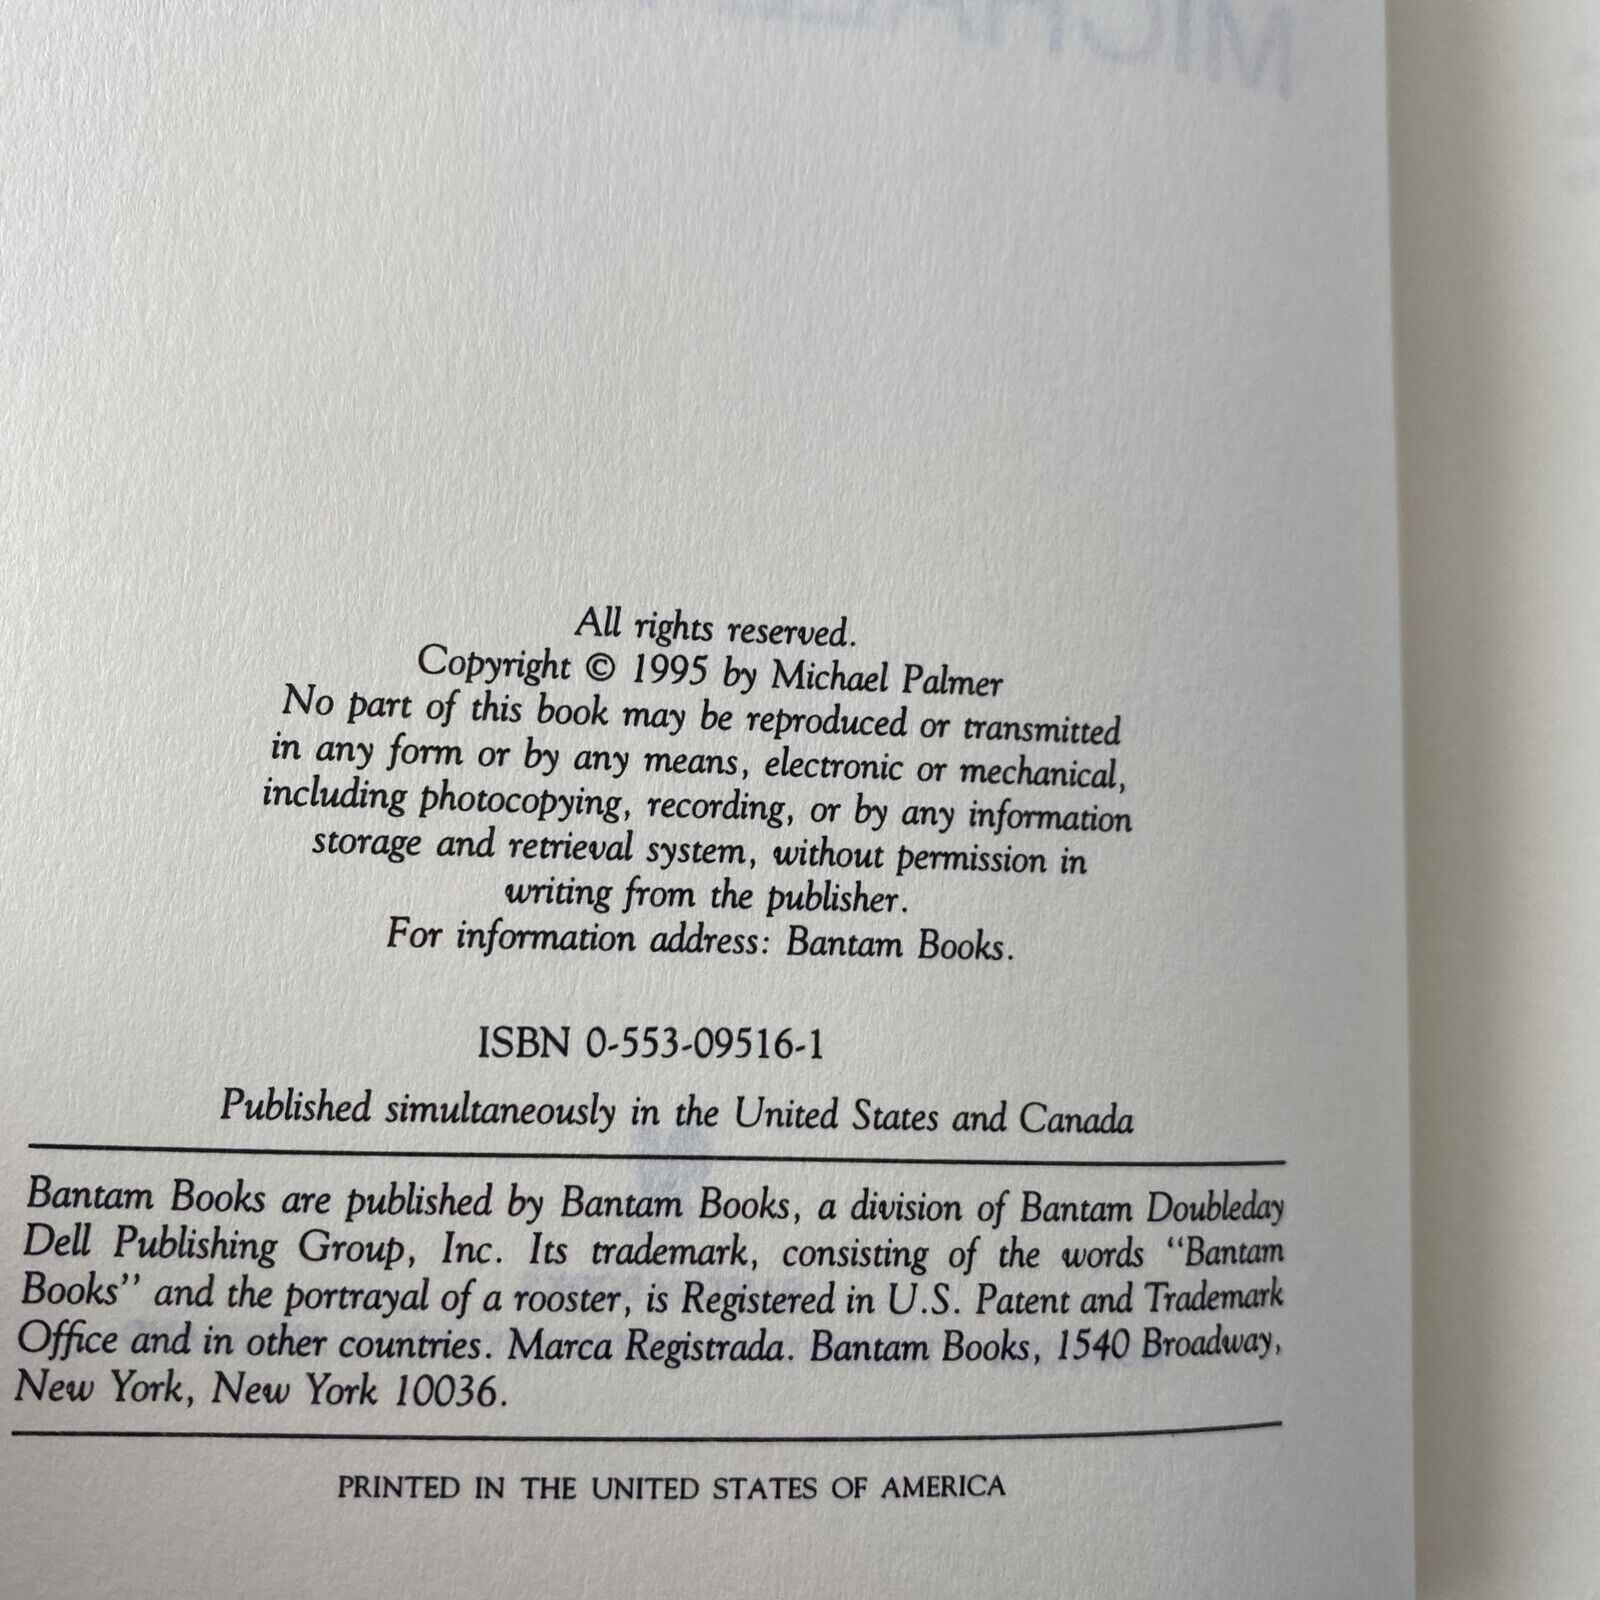 All rights reserved.
Copyright © 1995 by Michael Palmer
No part of this book may be reproduced or transmitted
in any form or by any means, electronic or mechanical,
including photocopying, recording, or by any information
storage and retrieval system, without permission in
writing from the publisher.
For information address: Bantam Books.
ISBN 0-553-09516-1
Published simultaneously in the United States and Canada
Bantam Books are published by Bantam Books, a division of Bantam Doubleday
Dell Publishing Group, Inc. Its trademark, consisting of the words "Bantam
Books" and the portrayal of a rooster, is Registered in U.S. Patent and Trademark
Office and in other countries. Marca Registrada. Bantam Books, 1540 Broadway,
New York, New York 10036.
PRINTED IN THE UNITED STATES OF AMERICA